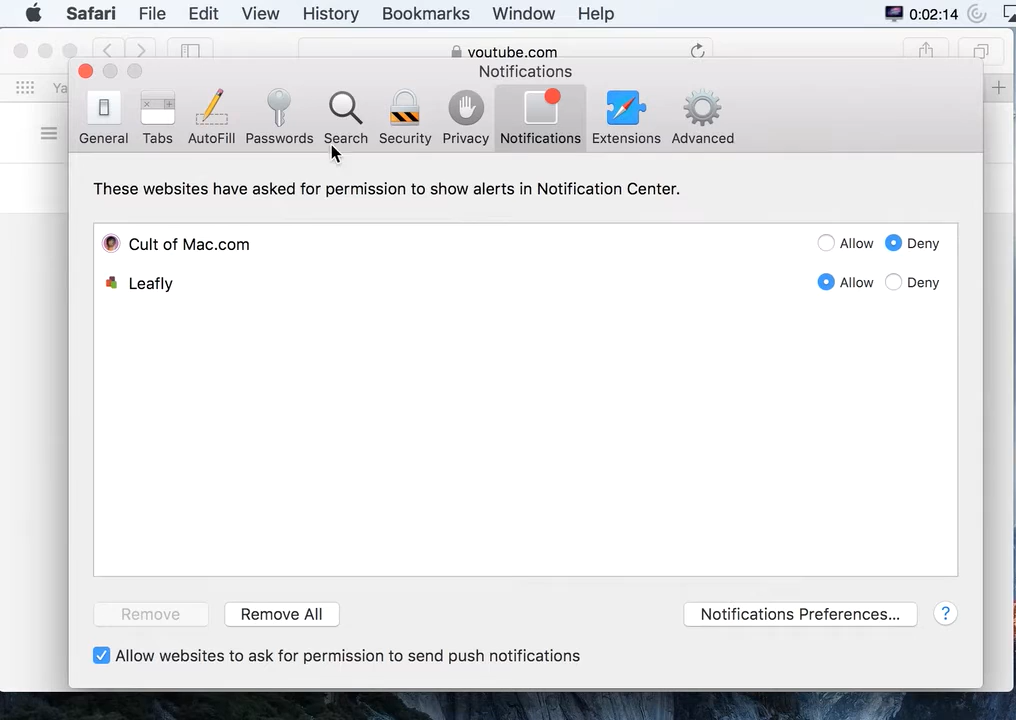 Safari File Edit View History Bookmarks Window Help 0:02:14
youtube.com
Ya
Notifications
General Tabs AutoFill Passwords Search Security Privacy Notifications Extensions Advanced
These websites have asked for permission to show alerts in Notification Center.
Cult of Mac.com Allow Deny
Leafly Allow Deny
Remove Remove All Notifications Preferences... ?
Allow websites to ask for permission to send push notifications